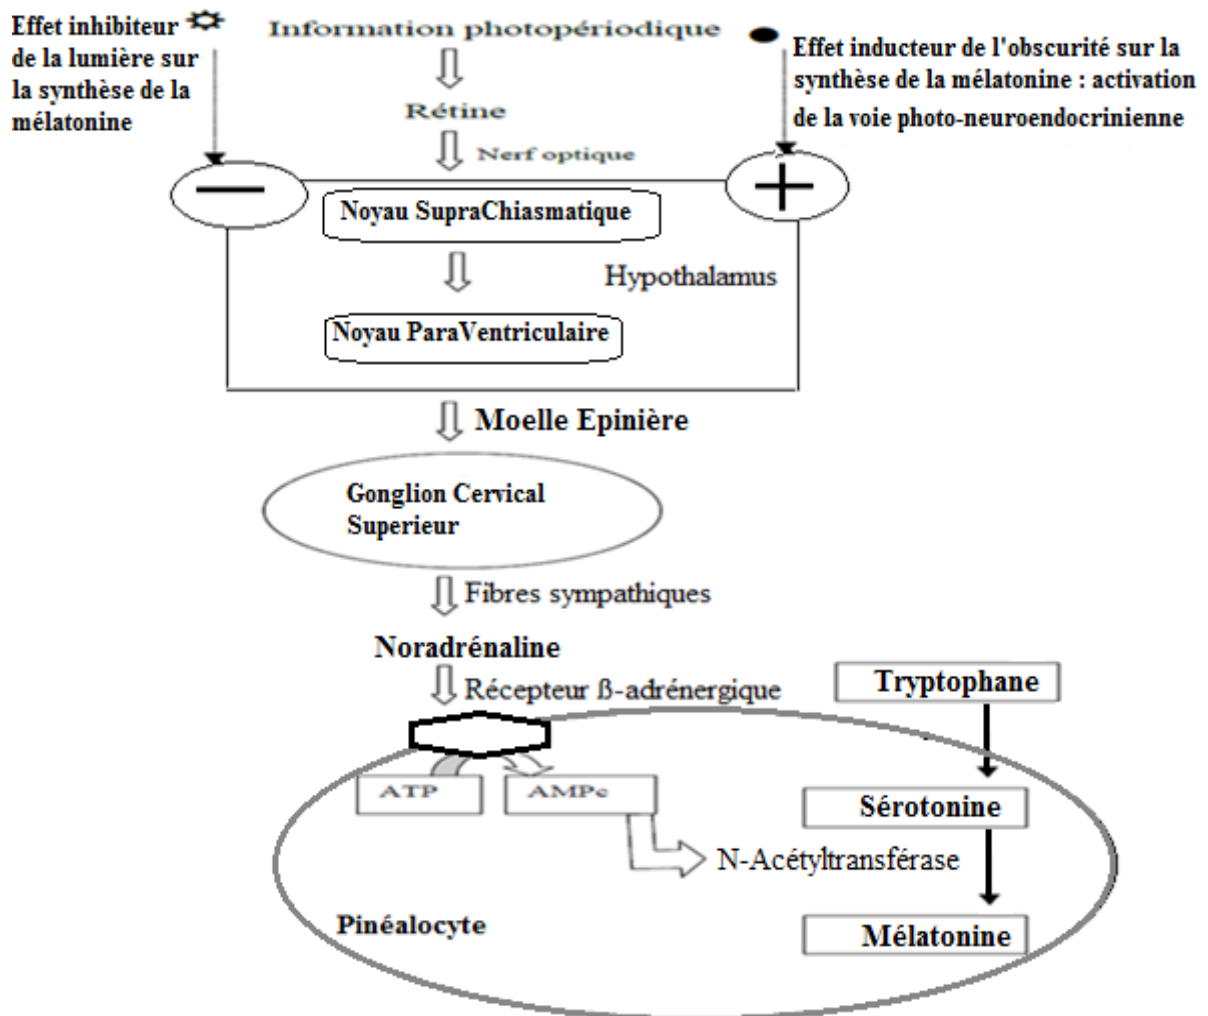 Effet inhibiteur
de la lumière sur
la synthèse de la
mélatonine
Information photopériodique
Effet inducteur de l'obscurité sur la
synthèse de la mélatonine : activation
de la voie photo-neuroendocrinienne
Rétine
Nerf optique
Noyau SupraChiasmatique
Hypothalamus
Noyau ParaVentriculaire
Moelle Epinière
Gonglion Cervical
Superieur
Fibres sympathiques
Noradrénaline
Récepteur ß-adrénergique
Tryptophane
ATP
AMPc
Sérotonine
N-Acétyltransférase
Pinéalocyte
Mélatonine